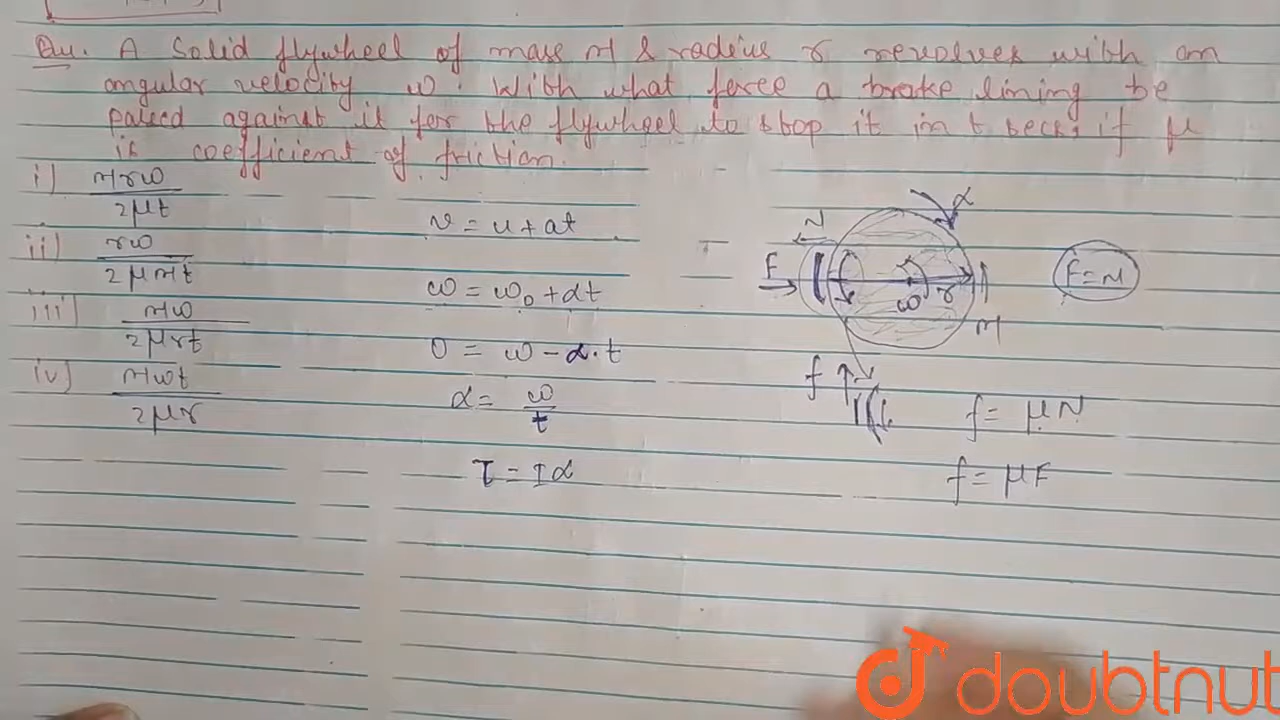 Qu. A Solid flywheel of mass M & radius r revolves with an
angular velocity ω. With what force a brake lining be
paled against it for the flywheel to stop it in t secs, if μ
is coefficient of friction.
i) Mrω/2μt
ii) rω/2μMt
iii) Mω/2μrt
iv) Mωt/2μr
v = u + at
ω = ω₀ + αt
0 = ω - α.t
α = ω/t
τ = Iα
α
N
F
ω
r
M
F = N
f
f = μN
f = μF
doubtnut